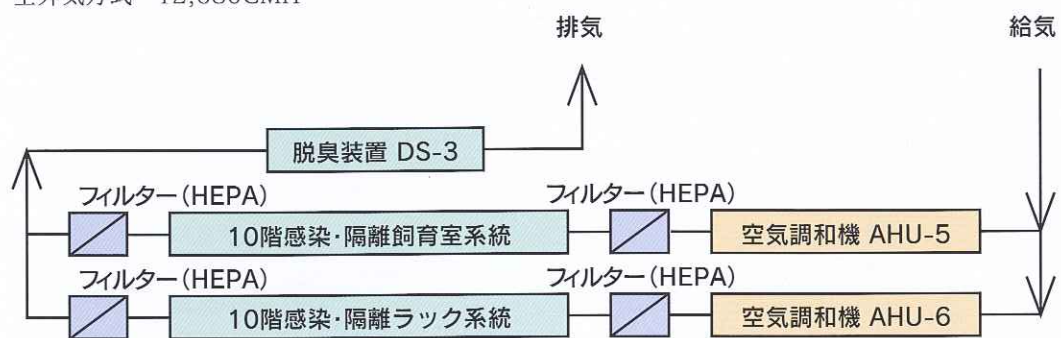 排気
給気
脱臭装置 DS-3
フィルター(HEPA)
フィルター(HEPA)
10階感染・隔離飼育室系統
空気調和機 AHU-5
フィルター(HEPA)
フィルター(HEPA)
10階感染・隔離ラック系統
空気調和機 AHU-6